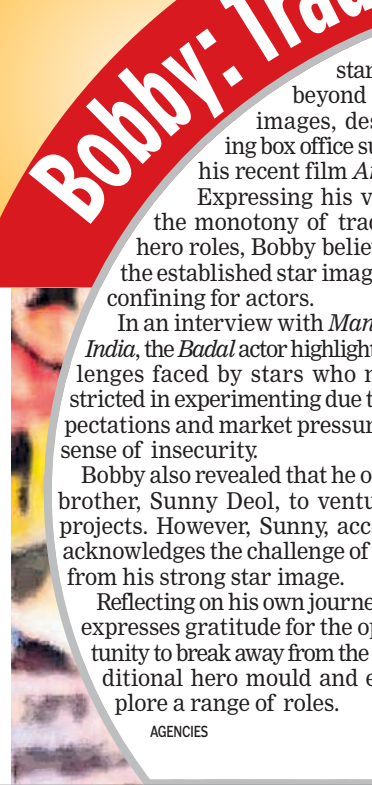 Bobby: Trad
star
beyond
images, des
ing box office su
his recent film An
Expressing his v
the monotony of trad
hero roles, Bobby believ
the established star imag
confining for actors.
In an interview with Man
India, the Badal actor highlight
lenges faced by stars who m
stricted in experimenting due t
pectations and market pressur
sense of insecurity.
Bobby also revealed that he o
brother, Sunny Deol, to ventu
projects. However, Sunny, acc
acknowledges the challenge of
from his strong star image.
Reflecting on his own journe
expresses gratitude for the op
tunity to break away from the
ditional hero mould and e
plore a range of roles.
AGENCIES